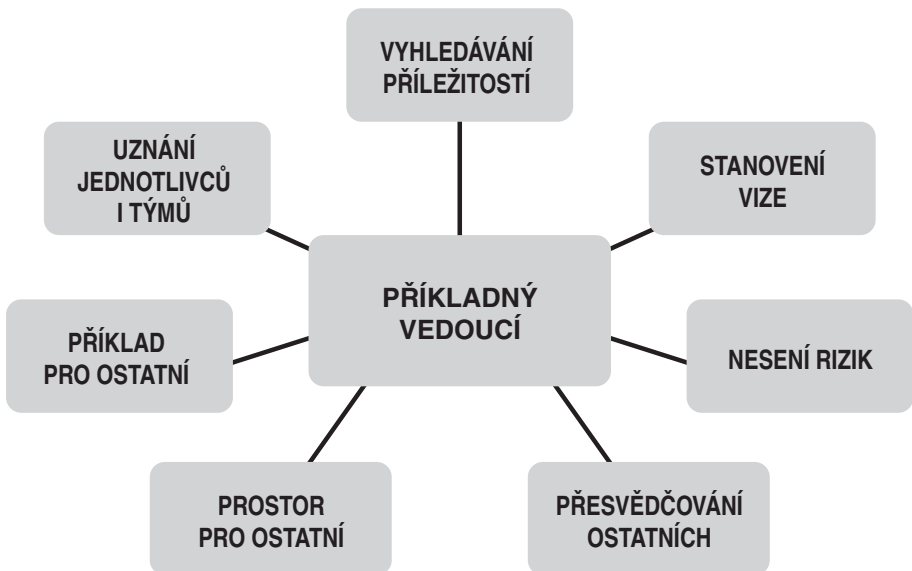 VYHLEDÁVÁNÍ
PŘÍLEŽITOSTÍ
UZNÁNÍ
JEDNOTLIVCŮ
I TÝMŮ
STANOVENÍ
VIZE
PŘÍKLADNÝ
VEDOUCÍ
PŘÍKLAD
PRO OSTATNÍ
NESENÍ RIZIK
PROSTOR
PRO OSTATNÍ
PŘESVĚDČOVÁNÍ
OSTATNÍCH